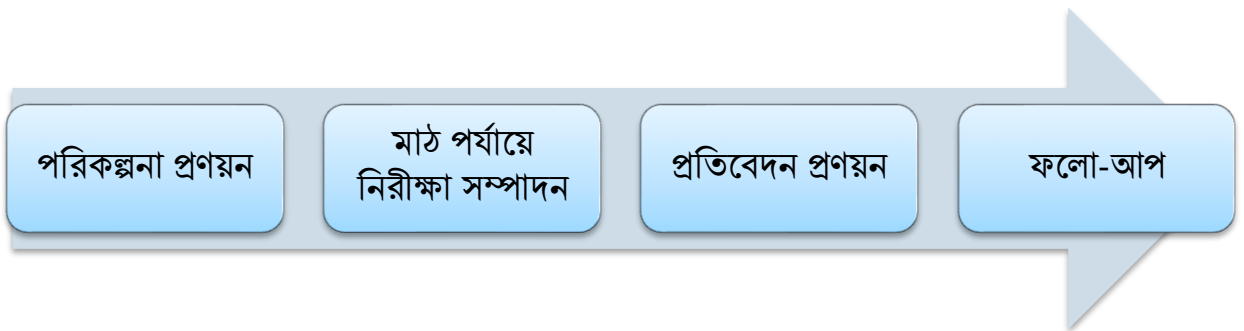 পরিকল্পনা প্রণয়ন
মাঠ পর্যায়ে
নিরীক্ষা সম্পাদন
প্রতিবেদন প্রণয়ন
ফলো-আপ